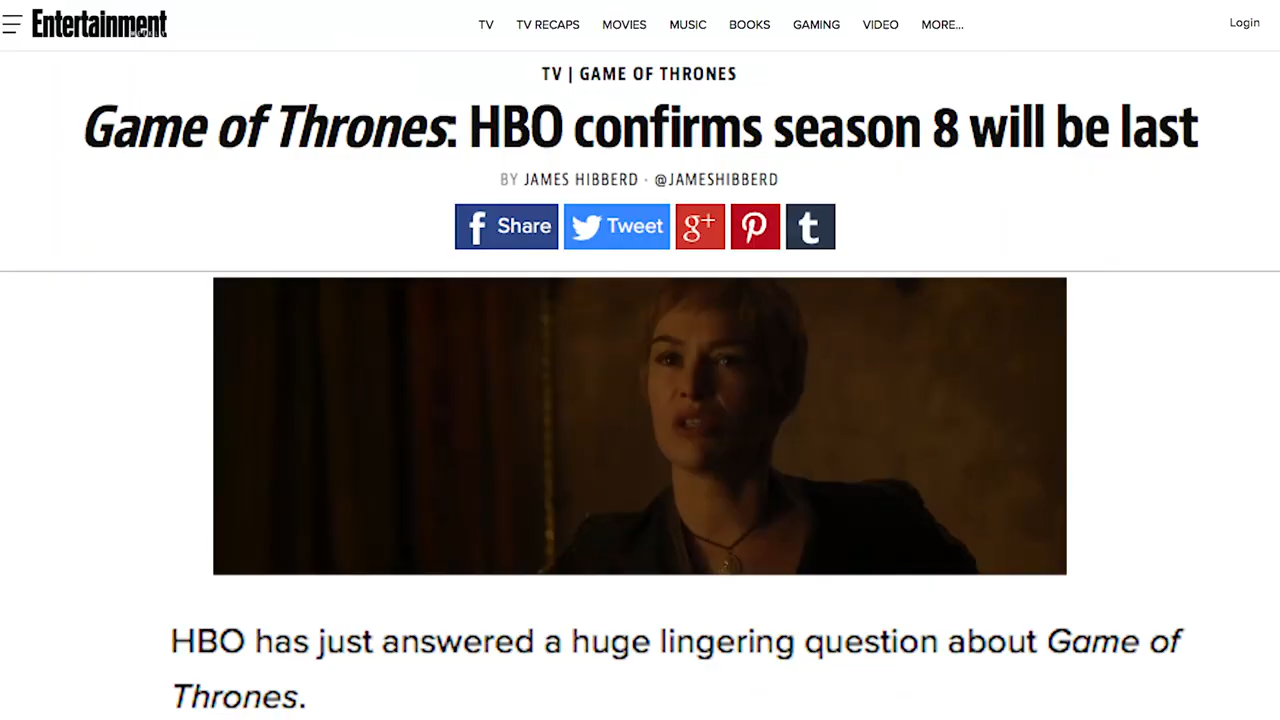 Entertainment
TV
TV RECAPS
MOVIES
MUSIC
BOOKS
GAMING
VIDEO
MORE...
Login
TV | GAME OF THRONES
Game of Thrones: HBO confirms season 8 will be last
BY JAMES HIBBERD · @JAMESHIBBERD
f Share
Tweet
g+
t
HBO has just answered a huge lingering question about Game of
Thrones.